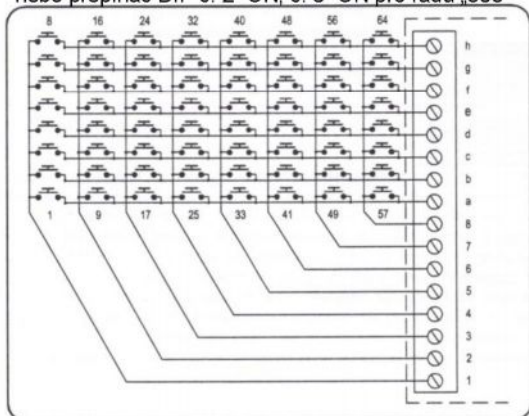 nebo přepínač DIP č. 2=ON, č. 3=ON pro řadu „
8 16 24 32 40 48 56 64
h
g
f
e
d
c
b
a
1 9 17 25 33 41 49 57
8
7
6
5
4
3
2
1